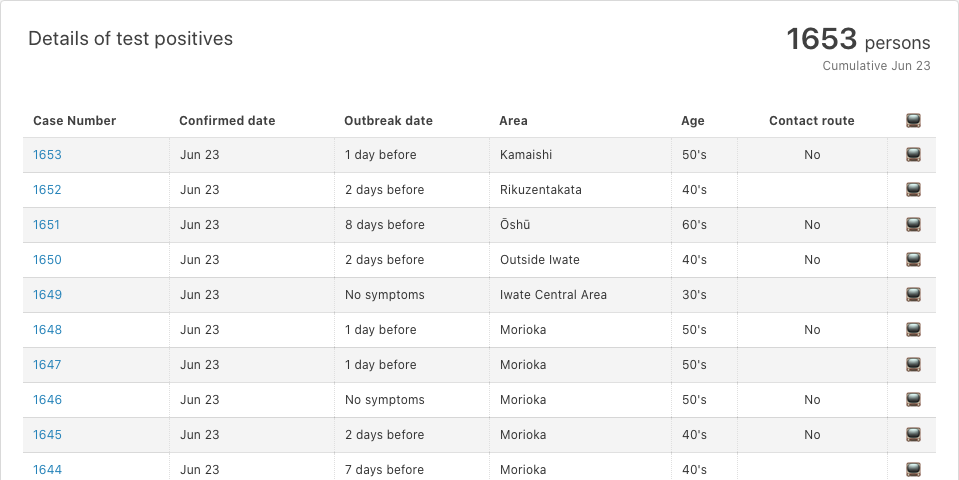 Details of test positives
1653 persons
Cumulative Jun 23
Case Number Confirmed date Outbreak date Area Age Contact route
1653 Jun 23 1 day before Kamaishi 50's No
1652 Jun 23 2 days before Rikuzentakata 40's
1651 Jun 23 8 days before Ōshū 60's No
1650 Jun 23 2 days before Outside Iwate 40's No
1649 Jun 23 No symptoms Iwate Central Area 30's
1648 Jun 23 1 day before Morioka 50's No
1647 Jun 23 1 day before Morioka 50's
1646 Jun 23 No symptoms Morioka 50's No
1645 Jun 23 2 days before Morioka 40's No
1644 Jun 23 7 days before Morioka 40's